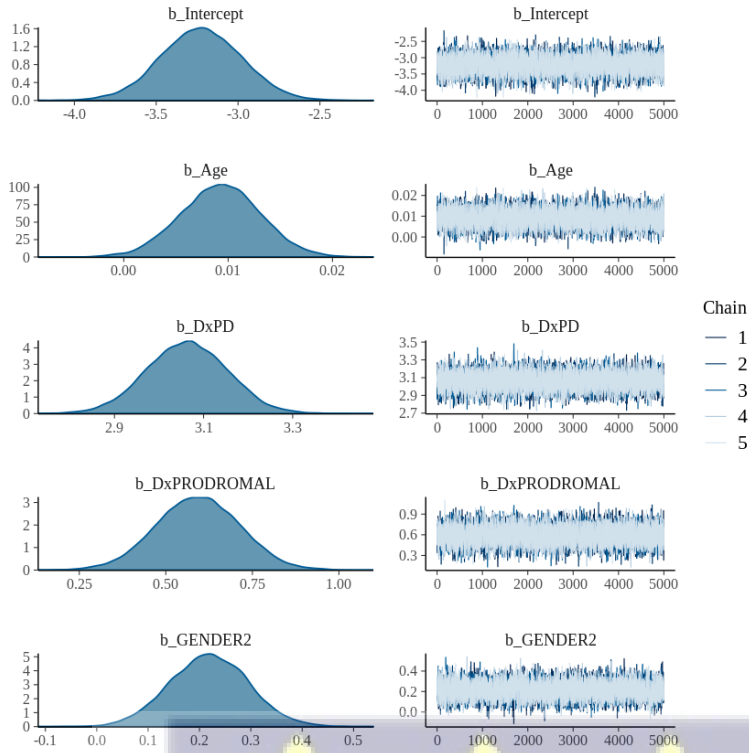 b_Intercept
1.6
1.2
0.8
0.4
0.0
-4.0 -3.5 -3.0 -2.5
b_Intercept
-2.5
-3.0
-3.5
-4.0
0 1000 2000 3000 4000 5000
b_Age
100
75
50
25
0
0.00 0.01 0.02
b_Age
0.02
0.01
0.00
0 1000 2000 3000 4000 5000
b_DxPD
4
3
2
1
0
2.9 3.1 3.3
b_DxPD
3.5
3.3
3.1
2.9
2.7
0 1000 2000 3000 4000 5000
Chain
1
2
3
4
5
b_DxPRODROMAL
3
2
1
0
0.25 0.50 0.75 1.00
b_DxPRODROMAL
0.9
0.6
0.3
0 1000 2000 3000 4000 5000
b_GENDER2
5
4
3
2
1
0
-0.1 0.0 0.1 0.2 0.3 0.4 0.5
b_GENDER2
0.4
0.2
0.0
0 1000 2000 3000 4000 5000